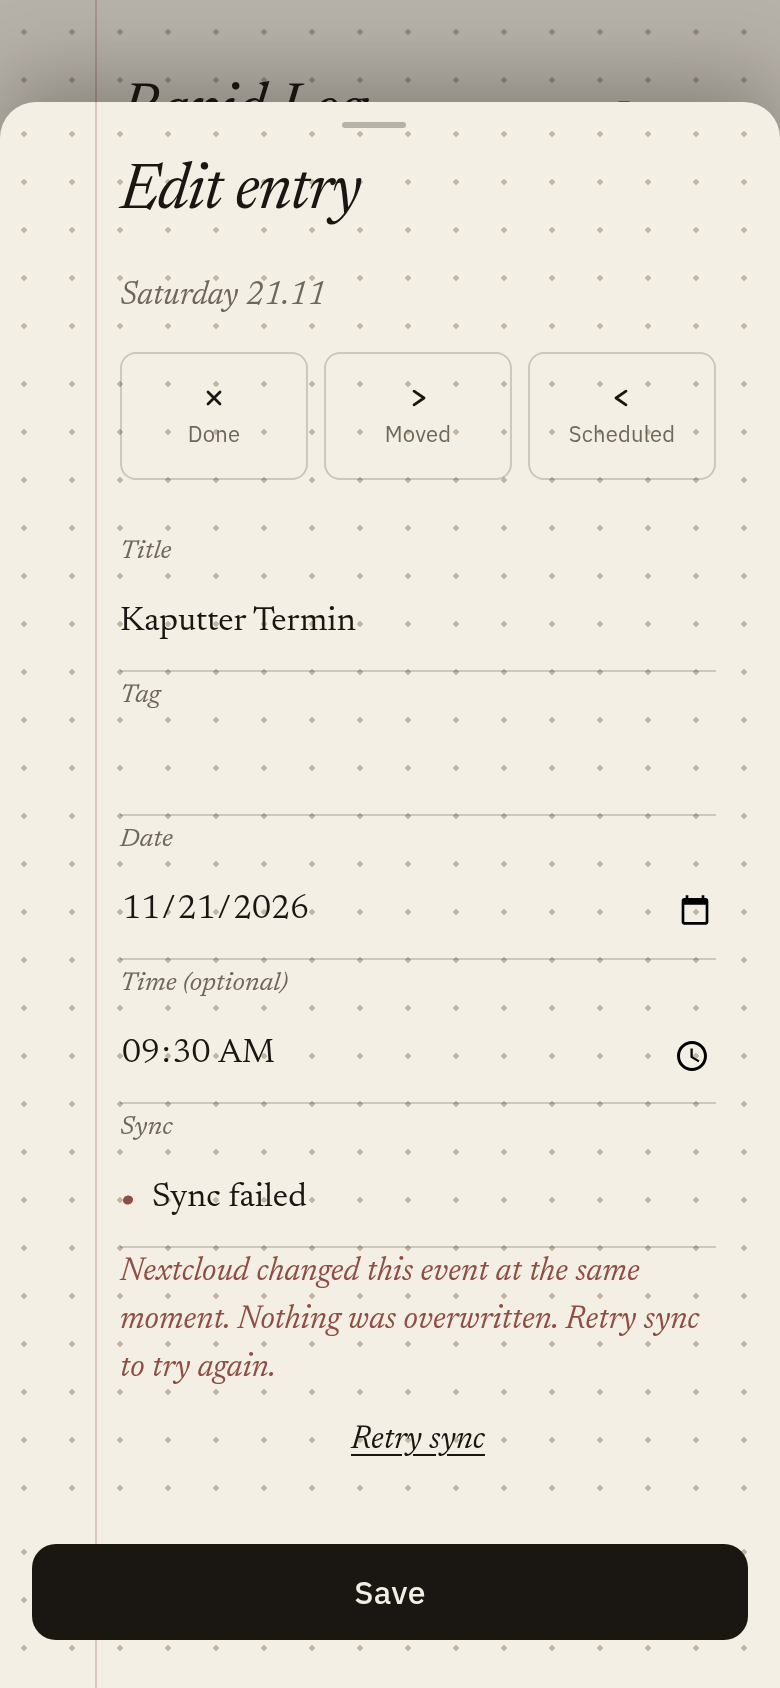 Rapid Log
Edit entry
Saturday 21.11
× > <
Done Moved Scheduled
Title
Kaputter Termin
Tag
Date
11/21/2026
Time (optional)
09:30 AM
Sync
Sync failed
Nextcloud changed this event at the same
moment. Nothing was overwritten. Retry sync
to try again.
Retry sync
Save